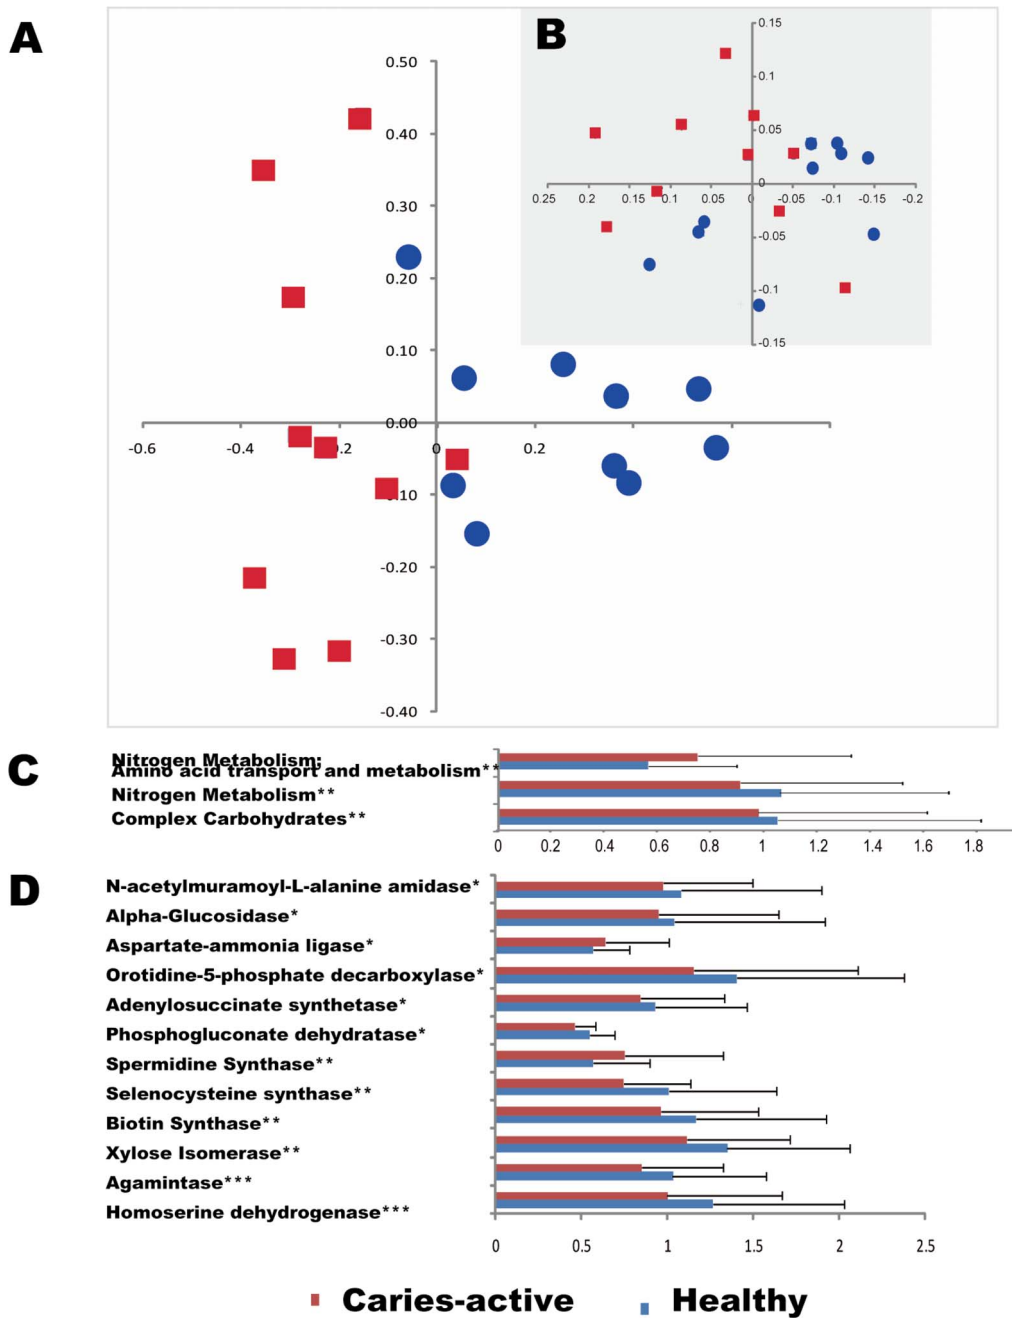 A
B
0.50
0.40
0.30
0.20
0.10
0.00
-0.6
-0.4
0.2
0
0.2
0.10
-0.20
-0.30
-0.40
0.15
0.1
0.05
0
0.25
0.2
0.15
0.1
0.05
0
-0.05
-0.1
-0.15
-0.2
-0.05
-0.1
-0.15
C
Nitrogen Metabolism;
Amino acid transport and metabolism**
Nitrogen Metabolism**
Complex Carbohydrates**
0 0.2 0.4 0.6 0.8 1 1.2 1.4 1.6 1.8
D
N-acetylmuramoyl-L-alanine amidase*
Alpha-Glucosidase*
Aspartate-ammonia ligase*
Orotidine-5-phosphate decarboxylase*
Adenylosuccinate synthetase*
Phosphogluconate dehydratase*
Spermidine Synthase**
Selenocysteine synthase**
Biotin Synthase**
Xylose Isomerase**
Agamintase***
Homoserine dehydrogenase***
0 0.5 1 1.5 2 2.5
Caries-active Healthy